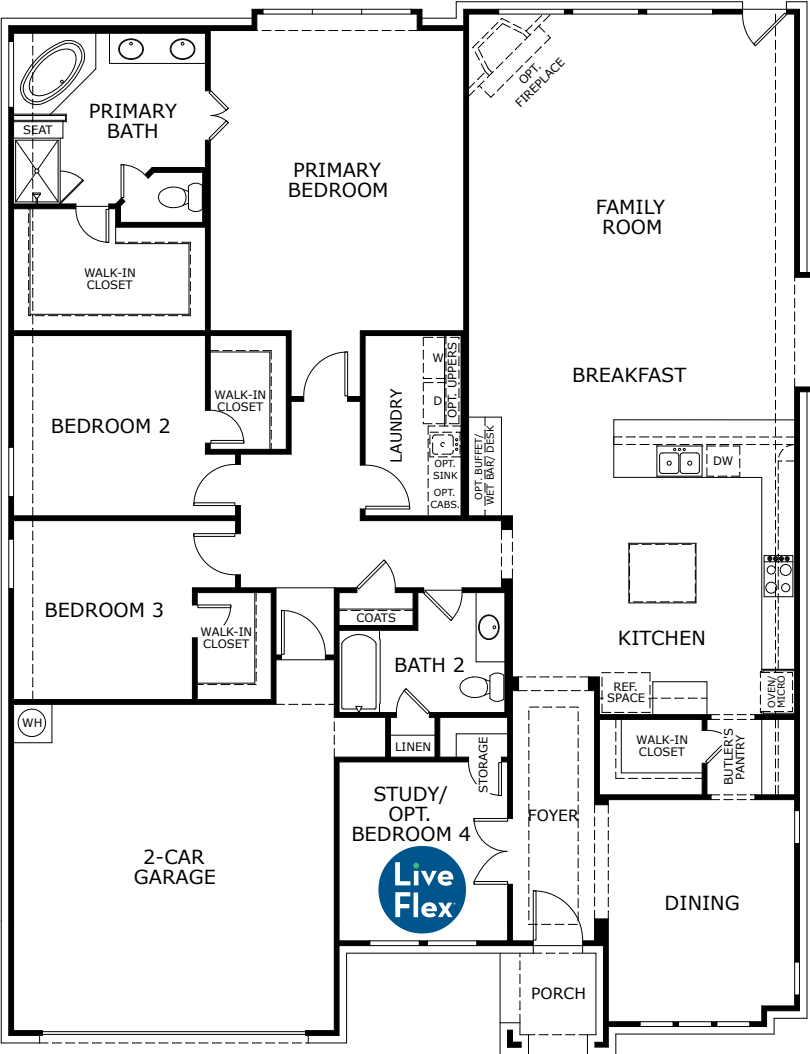 OPT.
FIREPLACE
PRIMARY
BATH
SEAT
PRIMARY
BEDROOM
FAMILY
ROOM
WALK-IN
CLOSET
BEDROOM 2
WALK-IN
CLOSET
LAUNDRY
W
D
OPT. UPPERS
OPT.
SINK
OPT.
CABS.
OPT. BUFFET/
WET BAR/ DESK
BREAKFAST
DW
BEDROOM 3
WALK-IN
CLOSET
COATS
BATH 2
KITCHEN
REF.
SPACE
OVEN/
MICRO
WH
LINEN
STORAGE
WALK-IN
CLOSET
BUTLER'S
PANTRY
STUDY/
OPT.
BEDROOM 4
Live
Flex
FOYER
2-CAR
GARAGE
DINING
PORCH